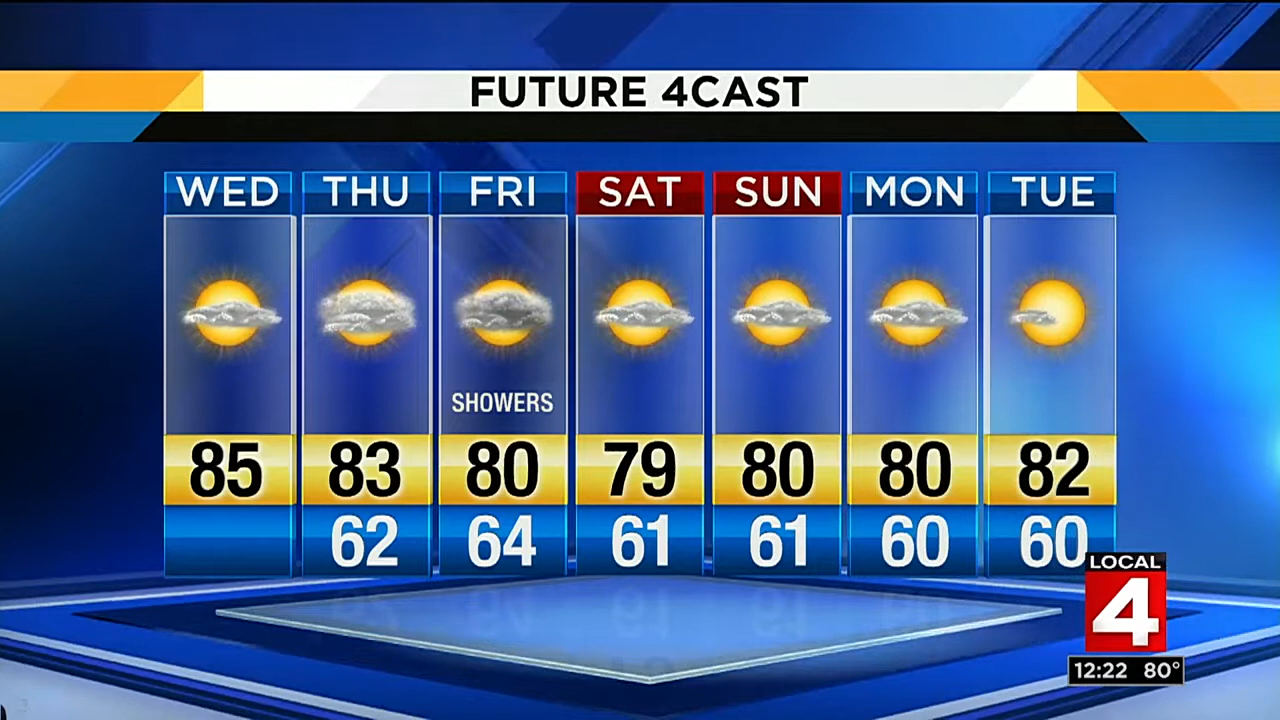 FUTURE 4CAST
WED THU FRI SAT SUN MON TUE
SHOWERS
85 83 80 79 80 80 82
62 64 61 61 60 60
LOCAL
4
12:22 80°